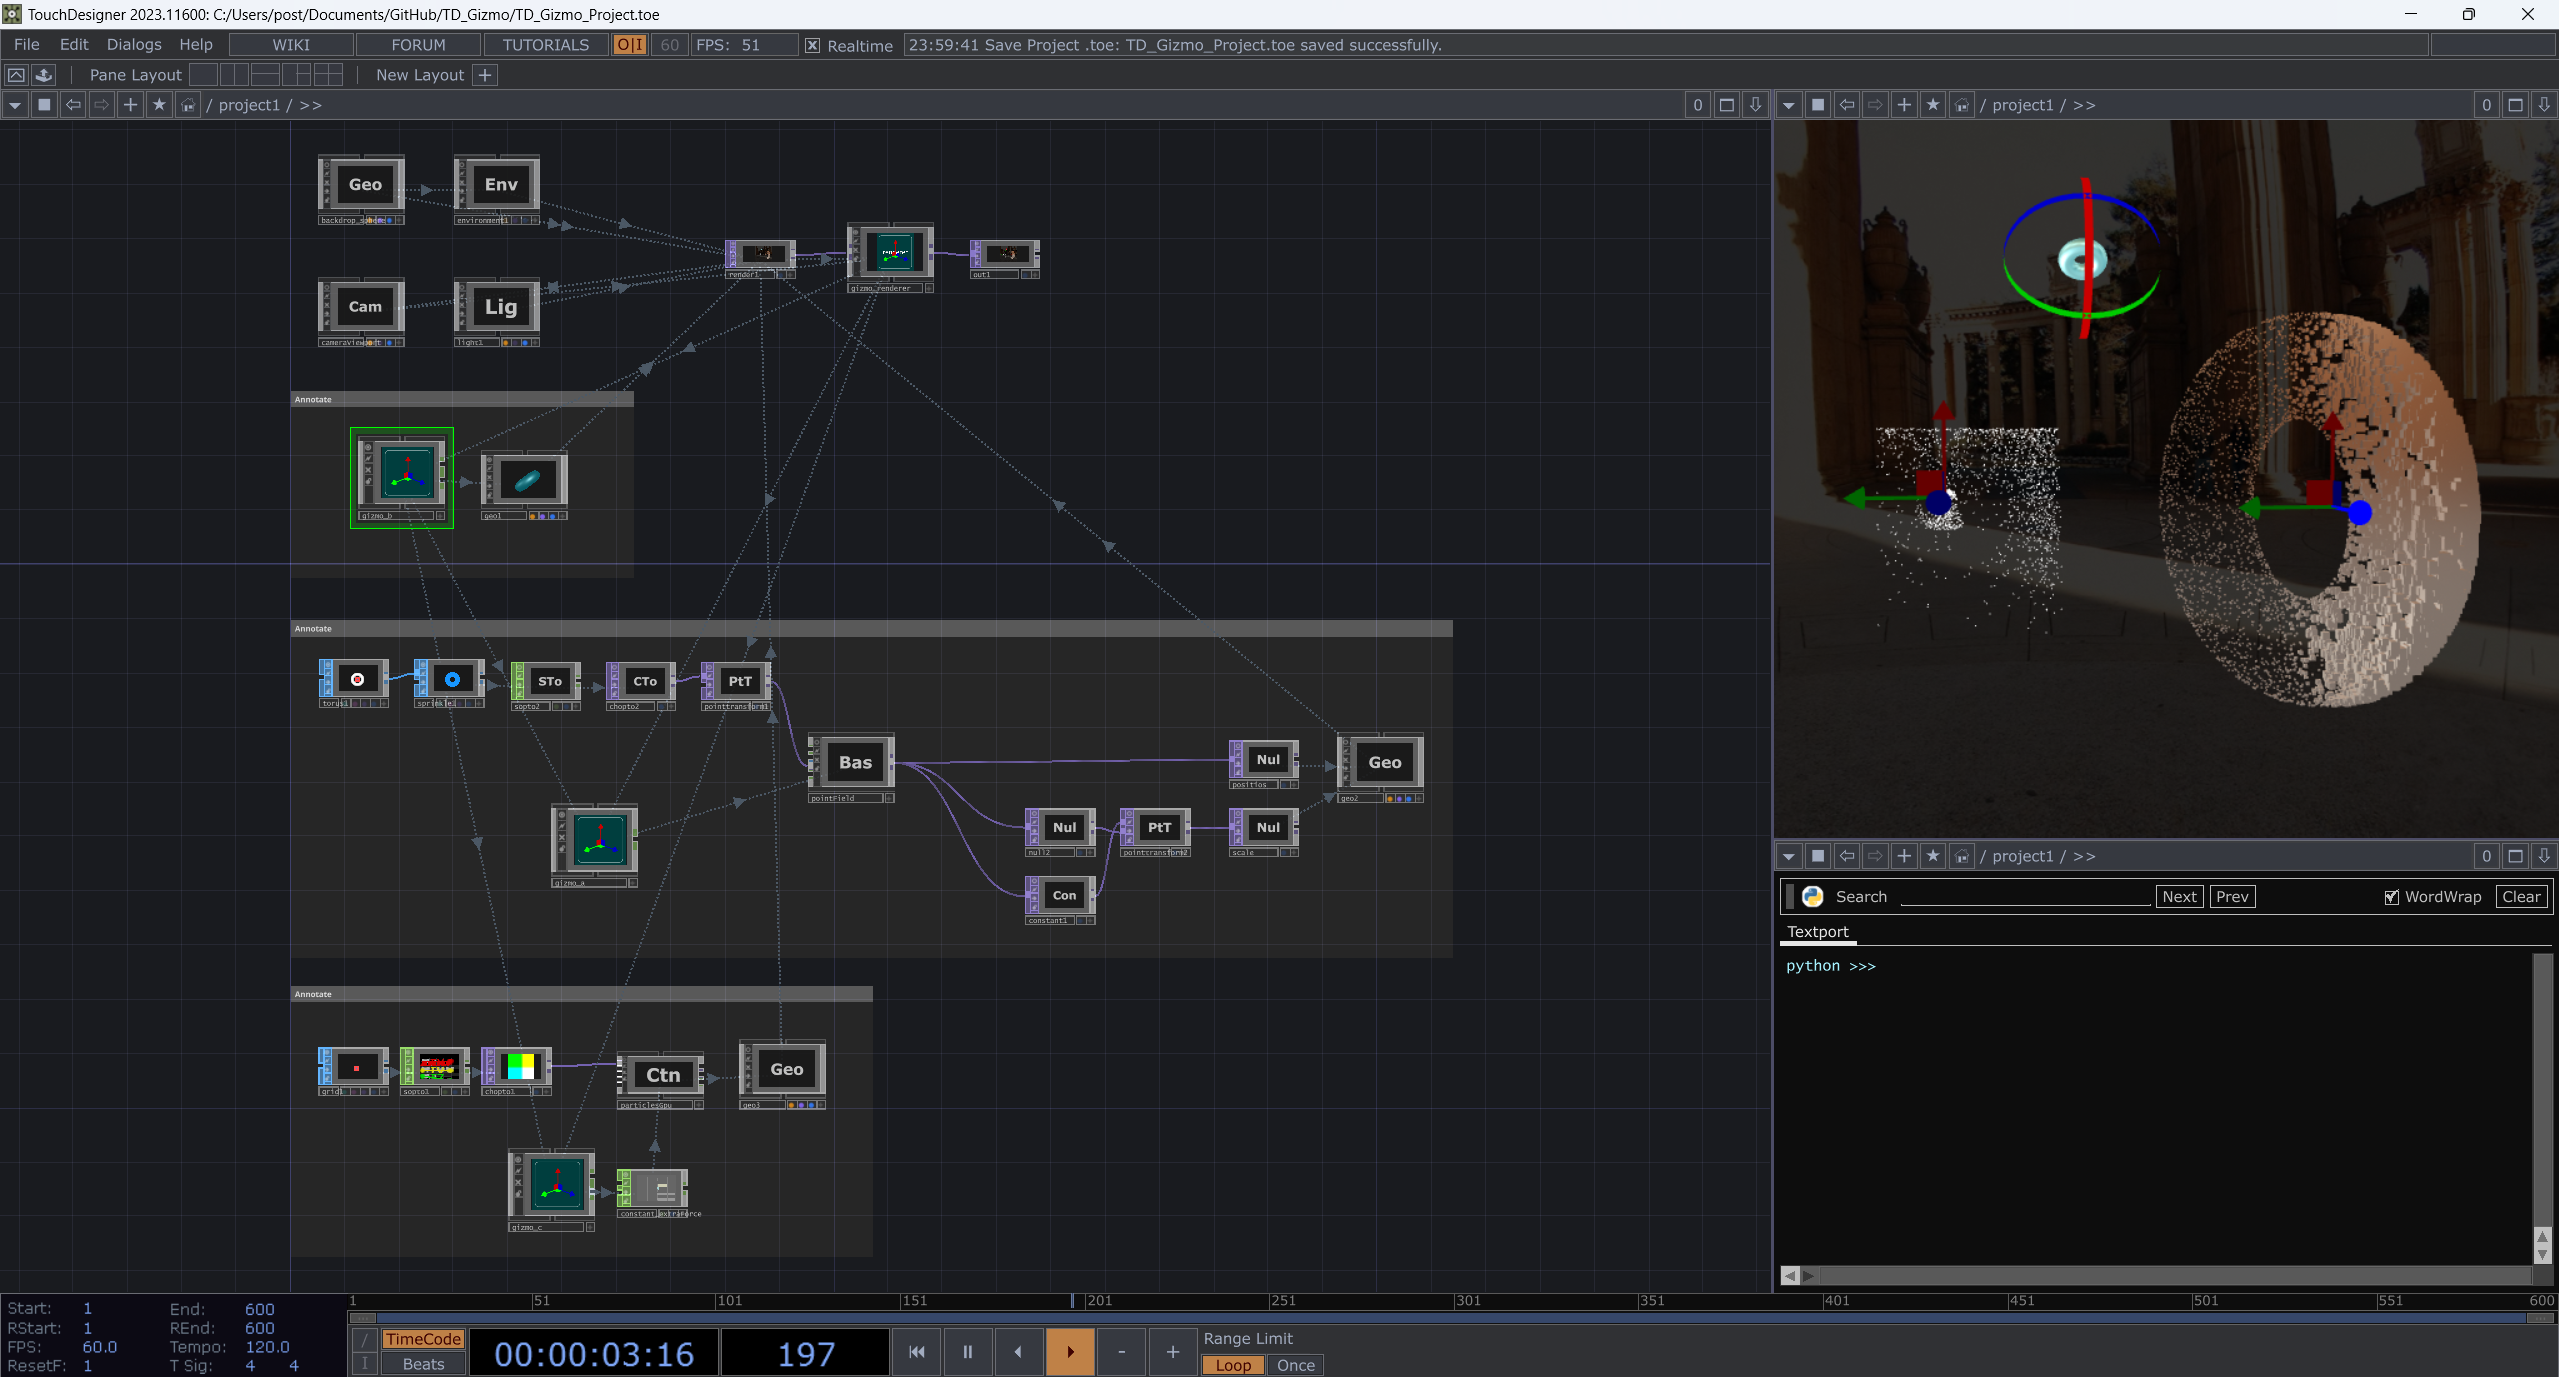 TouchDesigner 2023.11600: C:/Users/post/Documents/GitHub/TD_Gizmo/TD_Gizmo_Project.toe
File Edit Dialogs Help WIKI FORUM TUTORIALS O|I 60 FPS: 51 Realtime 23:59:41 Save Project .toe: TD_Gizmo_Project.toe saved successfully.
Pane Layout New Layout +
/ project1 / >> 0
/ project1 / >> 0
Geo Env
environment1
render1 renderer out1
gizmo_renderer
Cam Lig
light1
Annotate
gizmo_b geo1
Annotate
STo CTo PtT
torus1 sprinkle1 sopto2 chopto2 pointtransform1
Bas Nul Geo
pointField geo2
Nul PtT Nul
null2 pointtransform2 scale
gizmo_a
Con
constant1
Annotate
Ctn Geo
grid1 sopto1 chopto1 particlesGpu geo3
gizmo_c
/ project1 / >> 0
Search Next Prev WordWrap Clear
Textport
python >>>
1 51 101 151 201 251 301 351 401 451 501 551 600
Start: 1 End: 600
RStart: 1 REnd: 600
FPS: 60.0 Tempo: 120.0
ResetF: 1 T Sig: 4 4
TimeCode
Beats
00:00:03:16 197
Range Limit
Loop Once